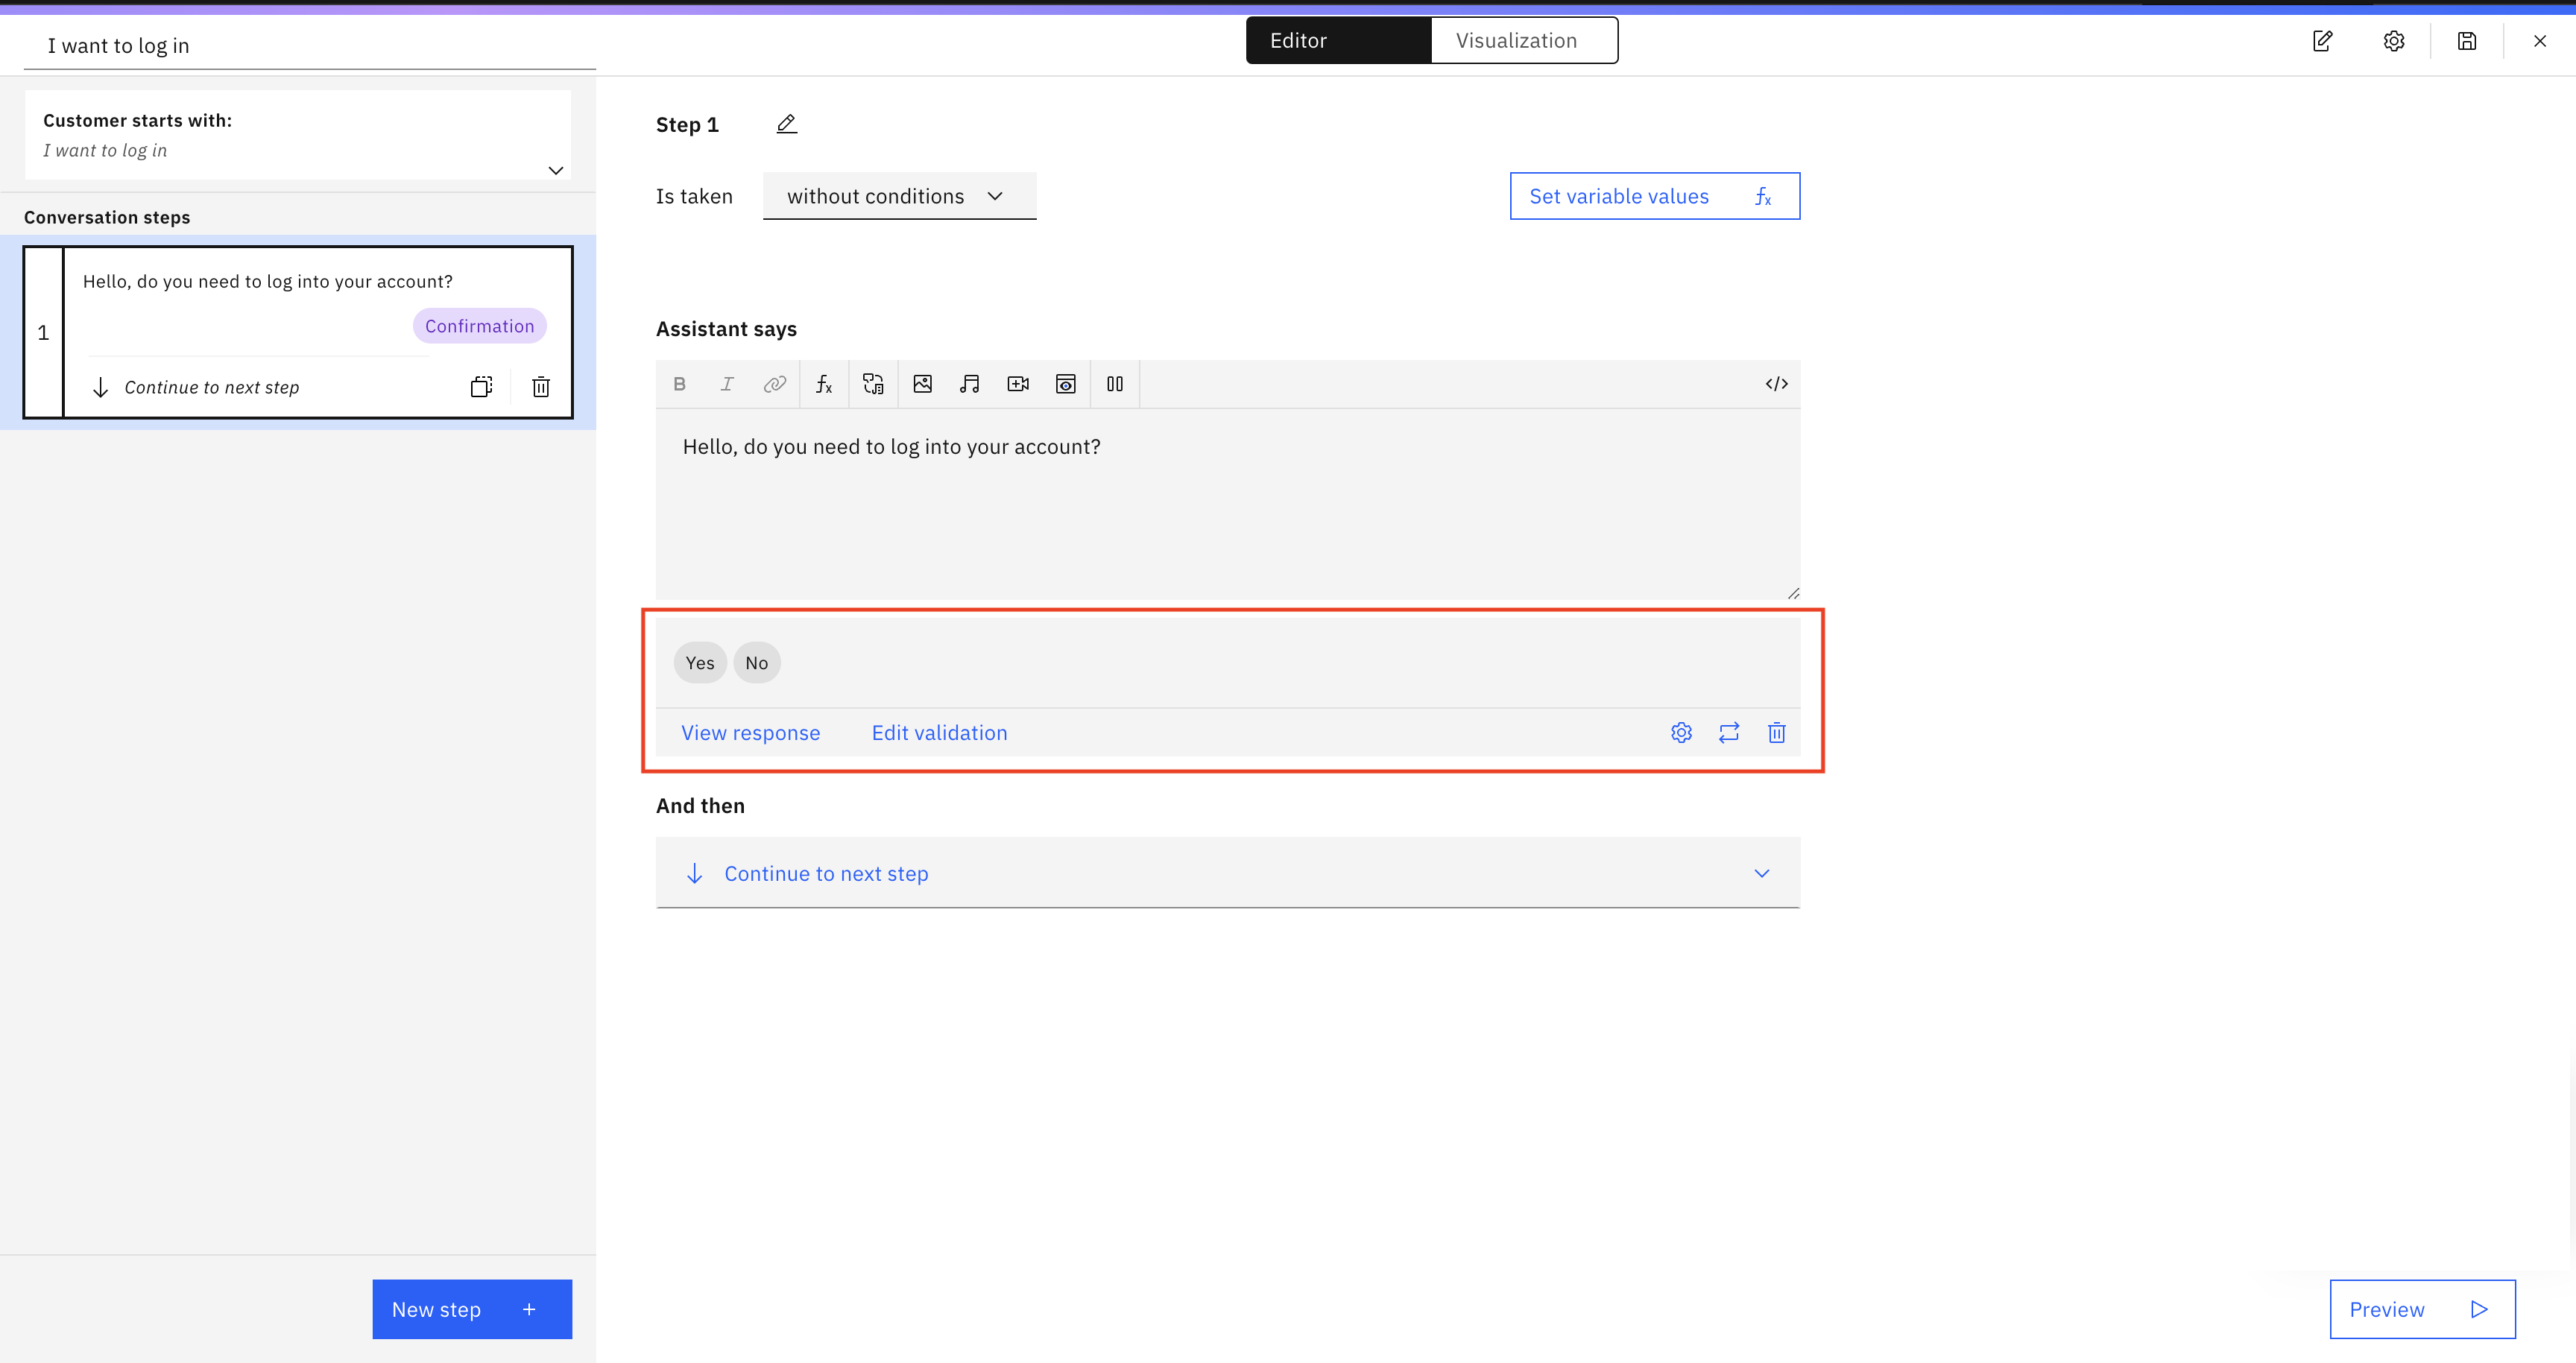 I want to log in
Editor
Visualization
Customer starts with:
I want to log in
Conversation steps
1
Hello, do you need to log into your account?
Confirmation
Continue to next step
New step
Step 1
Is taken
without conditions
Set variable values
Assistant says
Hello, do you need to log into your account?
Yes
No
View response
Edit validation
And then
Continue to next step
Preview